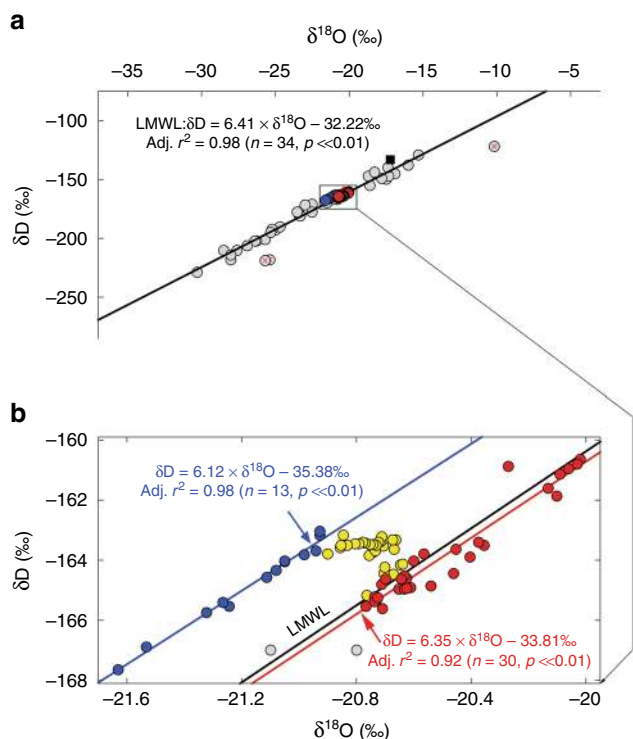 a
δ18O (‰)
−35 −30 −25 −20 −15 −10 −5
LMWL:δD = 6.41 × δ18O – 32.22‰
Adj. r2 = 0.98 (n = 34, p <<0.01)
−100
−150
−200
−250
δD (‰)
b
−160
−162
−164
−166
−168
δD (‰)
δD = 6.12 × δ18O – 35.38‰
Adj. r2 = 0.98 (n = 13, p <<0.01)
LMWL
δD = 6.35 × δ18O – 33.81‰
Adj. r2 = 0.92 (n = 30, p <<0.01)
−21.6 −21.2 −20.8 −20.4 −20
δ18O (‰)